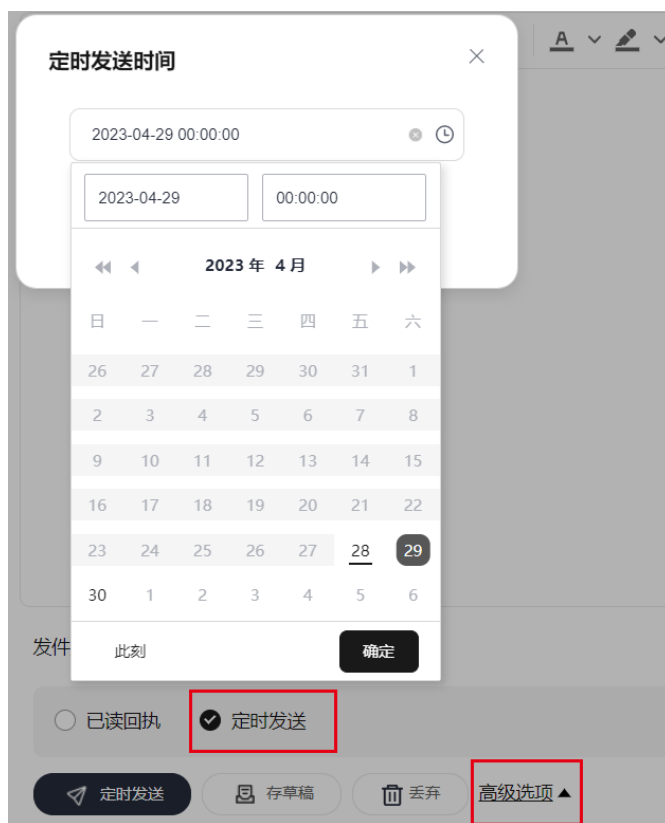 定时发送时间
A
2023-04-29 00:00:00
2023-04-29 00:00:00
2023 年 4 月
日 一 二 三 四 五 六
26 27 28 29 30 31 1
2 3 4 5 6 7 8
9 10 11 12 13 14 15
16 17 18 19 20 21 22
23 24 25 26 27 28 29
30 1 2 3 4 5 6
此刻 确定
发件
已读回执 定时发送
定时发送 存草稿 丢弃 高级选项